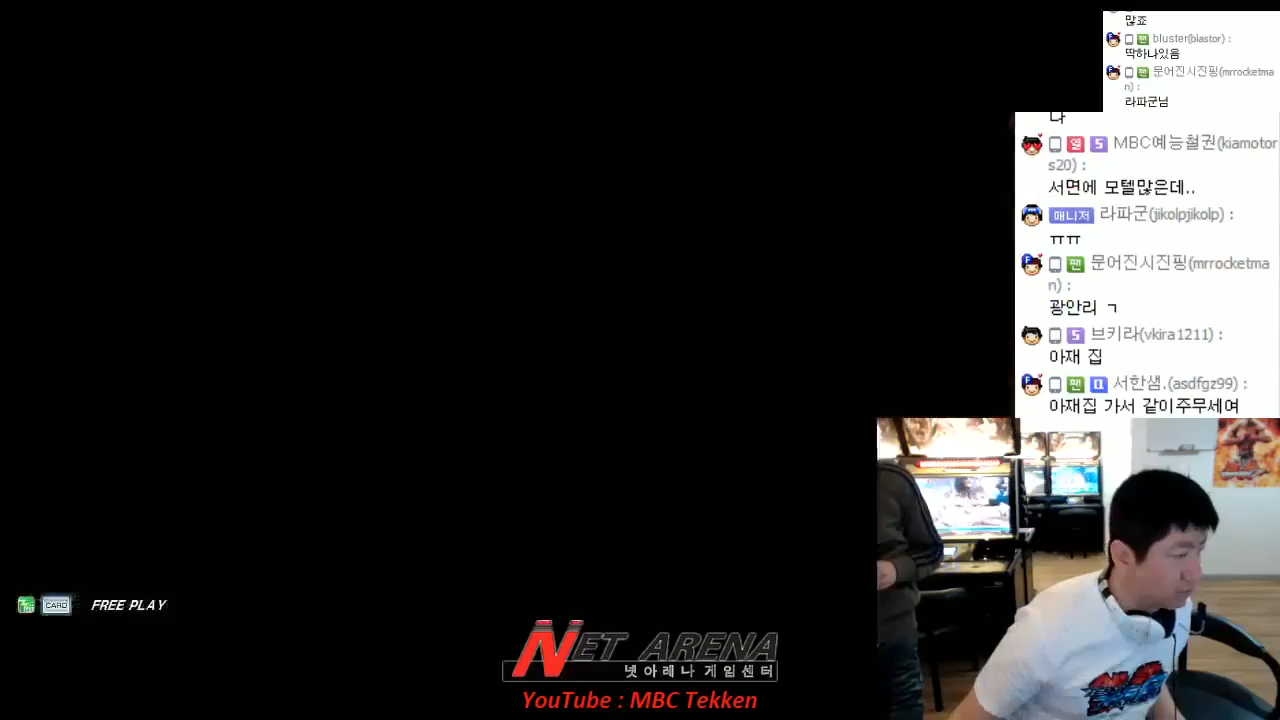 많죠
팬 bluster(blastor) :
딱하나있음
팬 문어진시진핑(mrrocketma
n) :
라파군님
나
열 S MBC예능철권(kiamotor
s20) :
서면에 모텔많은데..
매니저 라파군(jikolpjikolp) :
ㅠㅠ
팬 문어진시진핑(mrrocketma
n) :
광안리 ㄱ
S 브키라(vkira1211) :
아재 집
팬 α 서한샘.(asdfgz99) :
아재집 가서 같이주무세여
CARD FREE PLAY
NET ARENA
넷아레나 게임센터
YouTube : MBC Tekken